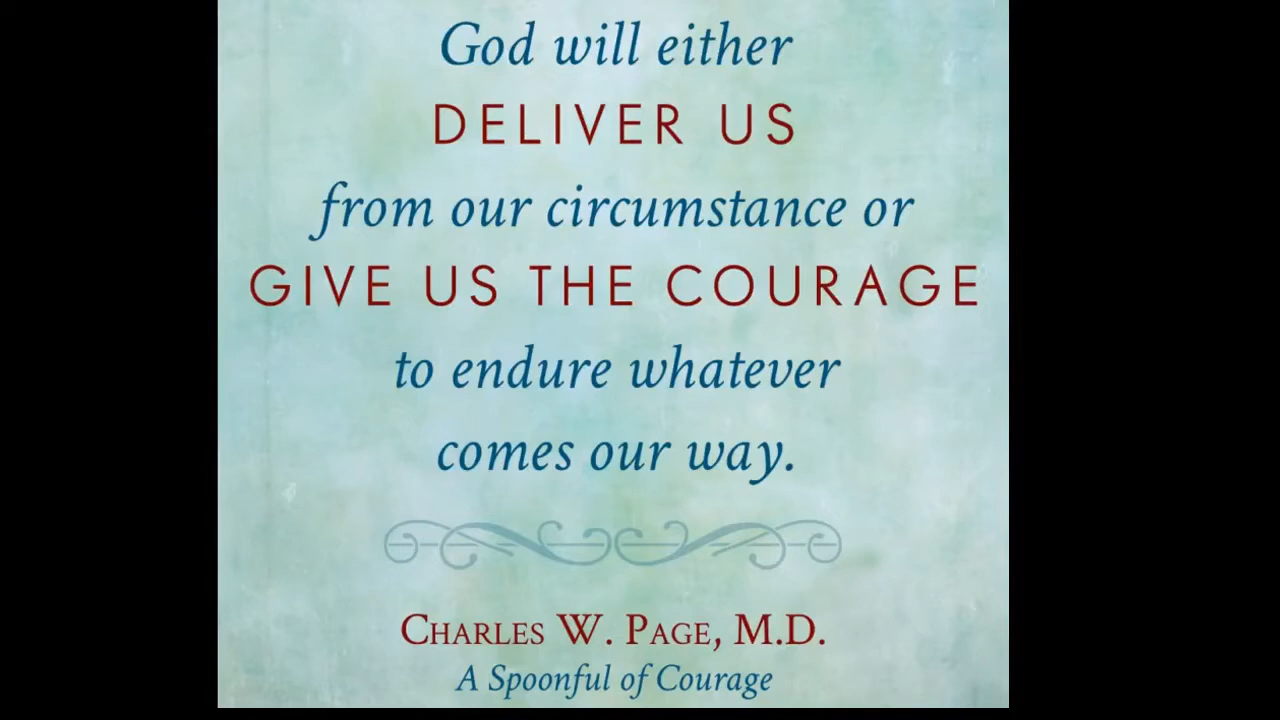 God will either
DELIVER US
from our circumstance or
GIVE US THE COURAGE
to endure whatever
comes our way.
CHARLES W. PAGE, M.D.
A Spoonful of Courage